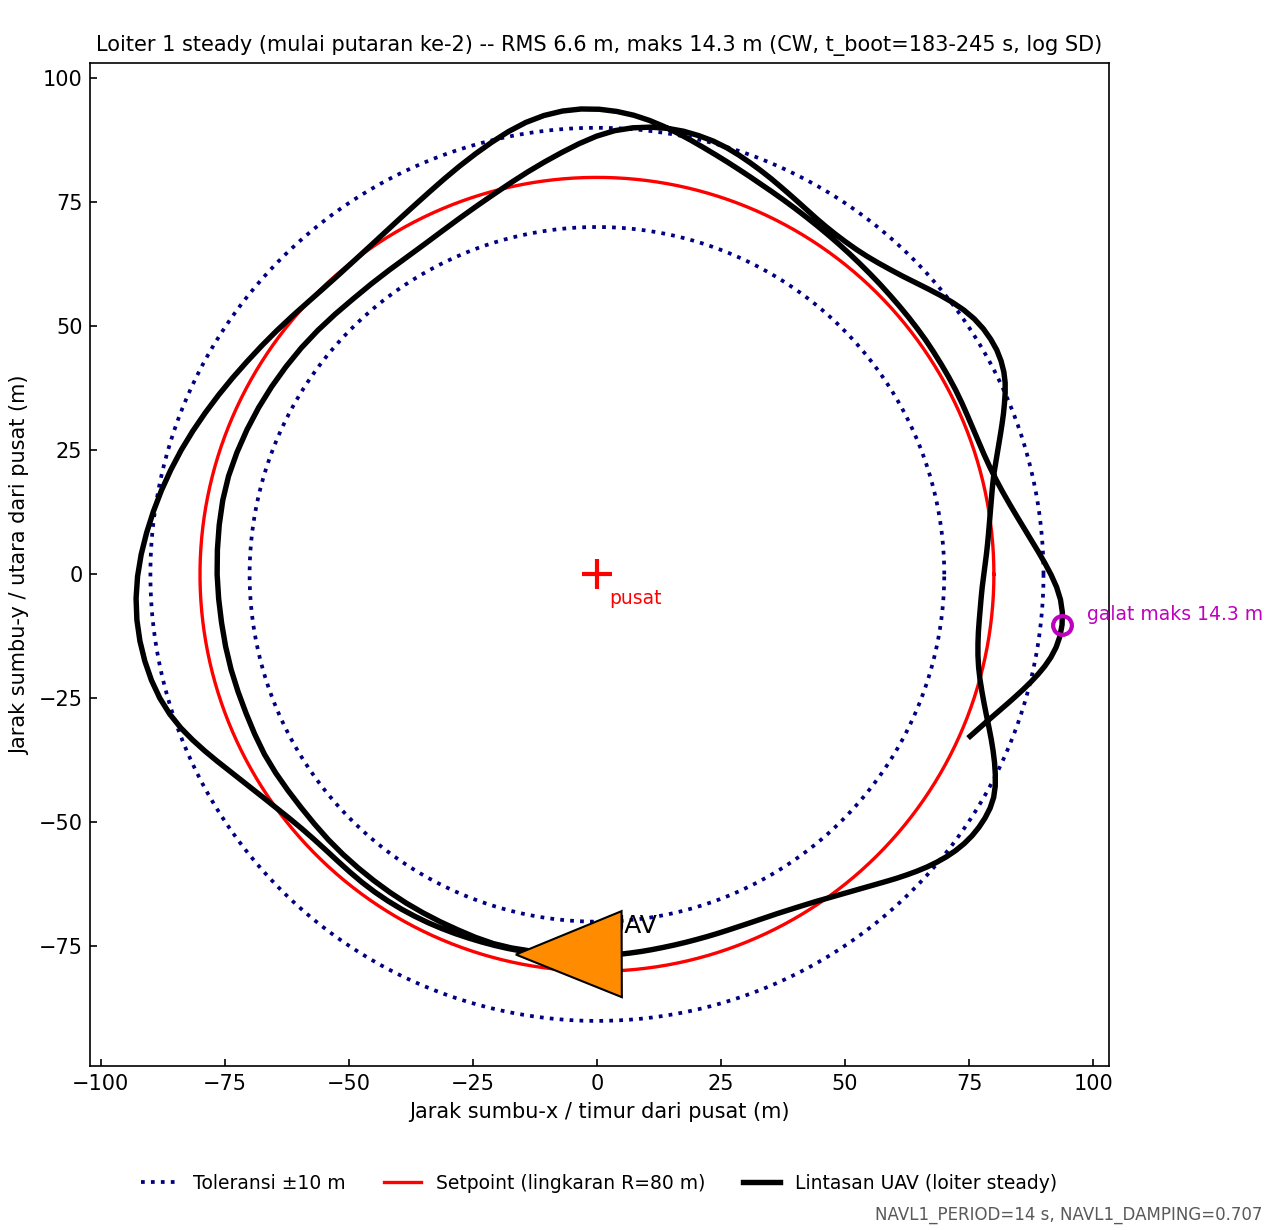 Loiter 1 steady (mulai putaran ke-2) -- RMS 6.6 m, maks 14.3 m (CW, t_boot=183-245 s, log SD)
100
75
50
25
0
−25
−50
−75
Jarak sumbu-y / utara dari pusat (m)
pusat
galat maks 14.3 m
AV
−100
−75
−50
−25
0
25
50
75
100
Jarak sumbu-x / timur dari pusat (m)
Toleransi ±10 m
Setpoint (lingkaran R=80 m)
Lintasan UAV (loiter steady)
NAVL1_PERIOD=14 s, NAVL1_DAMPING=0.707